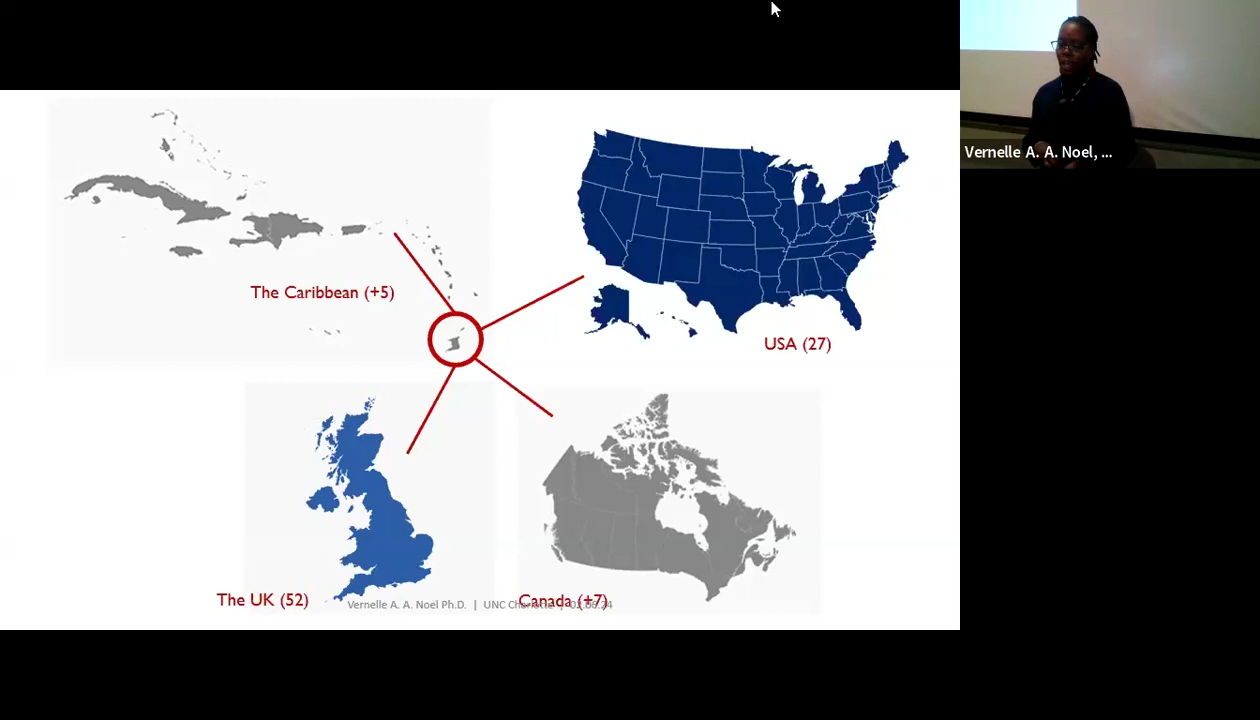 Vernelle A. A. Noel, ...
The Caribbean (+5)
USA (27)
The UK (52)
Canada (+7)
Vernelle A. A. Noel Ph.D. | UNC Charlotte |